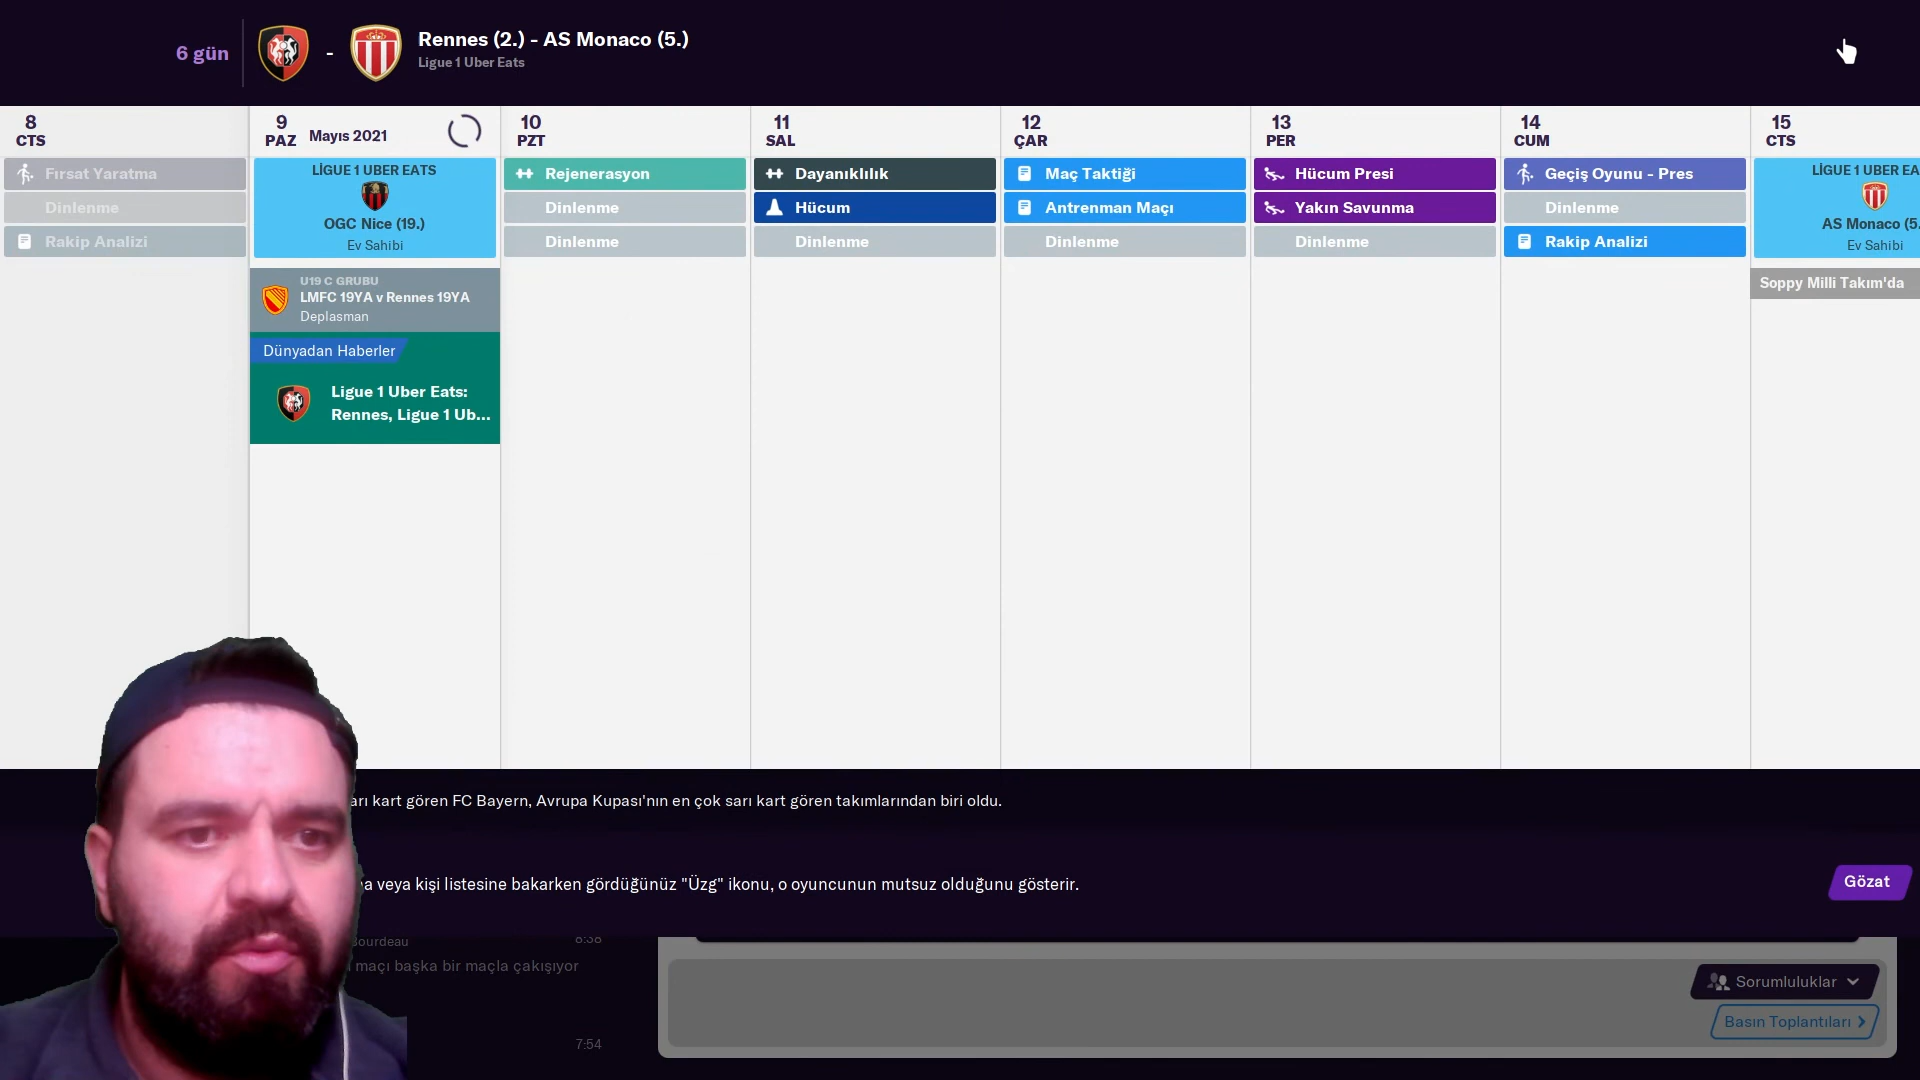 6 gün
Rennes (2.) - AS Monaco (5.)
Ligue 1 Uber Eats
8
CTS
9
PAZ Mayıs 2021
10
PZT
11
SAL
12
ÇAR
13
PER
14
CUM
15
CTS
Fırsat Yaratma
Dinlenme
Rakip Analizi
LİGUE 1 UBER EATS
OGC Nice (19.)
Ev Sahibi
U19 C GRUBU
LMFC 19YA v Rennes 19YA
Deplasman
Dünyadan Haberler
Ligue 1 Uber Eats:
Rennes, Ligue 1 Ub...
Rejenerasyon
Dinlenme
Dinlenme
Dayanıklılık
Hücum
Dinlenme
Maç Taktiği
Antrenman Maçı
Dinlenme
Hücum Presi
Yakın Savunma
Dinlenme
Geçiş Oyunu - Pres
Dinlenme
Rakip Analizi
LİGUE 1 UBER EA
AS Monaco (5.
Ev Sahibi
Soppy Milli Takım'da
arı kart gören FC Bayern, Avrupa Kupası'nın en çok sarı kart gören takımlarından biri oldu.
a veya kişi listesine bakarken gördüğünüz "Üzg" ikonu, o oyuncunun mutsuz olduğunu gösterir.
Gözat
Bourdeau
8:38
maçı başka bir maçla çakışıyor
7:54
Sorumluluklar
Basın Toplantıları